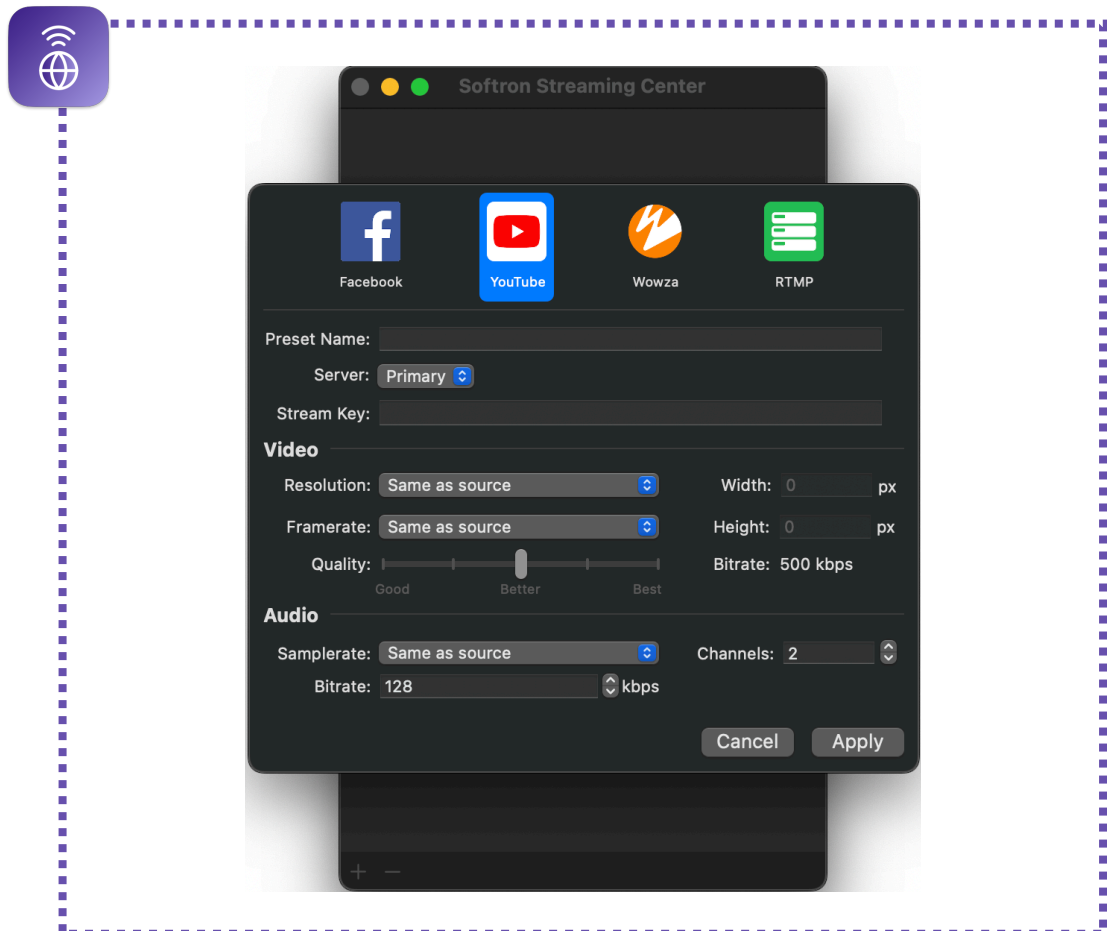 Softron Streaming Center
Facebook YouTube Wowza RTMP
Preset Name:
Server: Primary
Stream Key:
Video
Resolution: Same as source Width: 0 px
Framerate: Same as source Height: 0 px
Quality: Bitrate: 500 kbps
Good Better Best
Audio
Samplerate: Same as source Channels: 2
Bitrate: 128 kbps
Cancel Apply